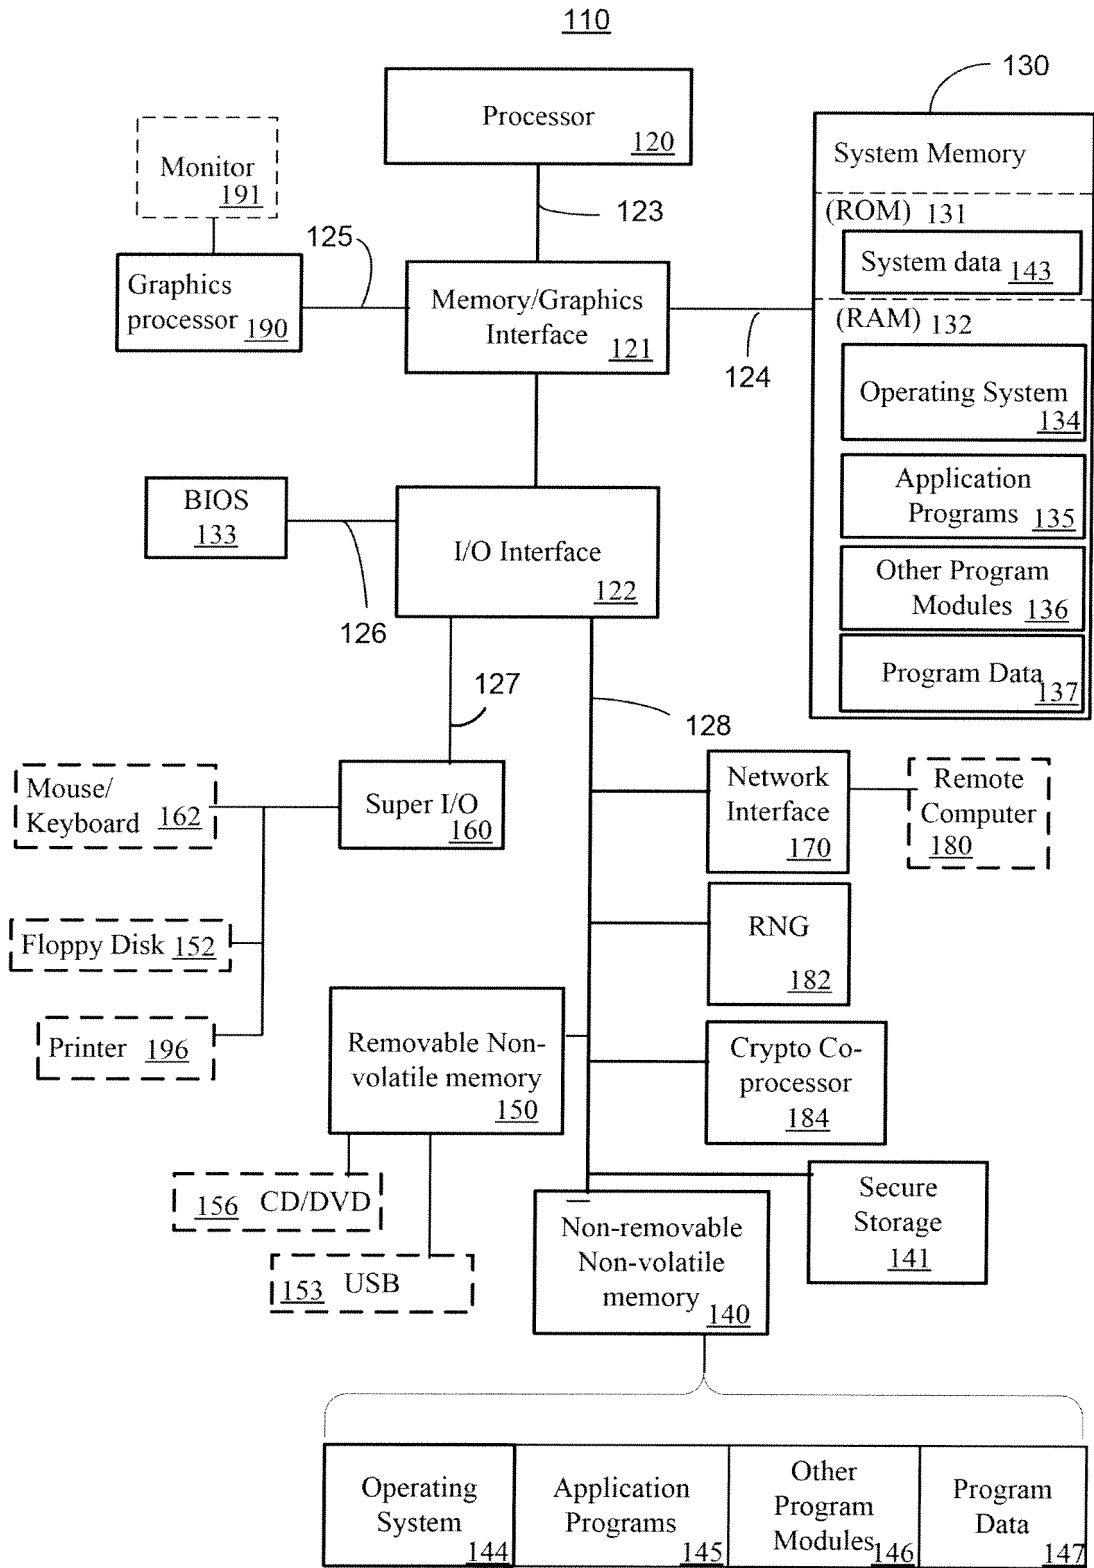 110
Processor
120
130
Monitor
191
System Memory
123
(ROM) 131
125
System data 143
Graphics
processor 190
Memory/Graphics
Interface
121
(RAM) 132
124
Operating System
134
BIOS
133
I/O Interface
122
Application
Programs 135
126
Other Program
Modules 136
127
Program Data
137
128
Mouse/
Keyboard 162
Super I/O
160
Network
Interface
170
Remote
Computer
180
Floppy Disk 152
RNG
182
Printer 196
Removable Non-
volatile memory
150
Crypto Co-
processor
184
156 CD/DVD
Secure
Storage
141
153 USB
Non-removable
Non-volatile
memory 140
Operating
System 144
Application
Programs 145
Other
Program
Modules 146
Program
Data 147